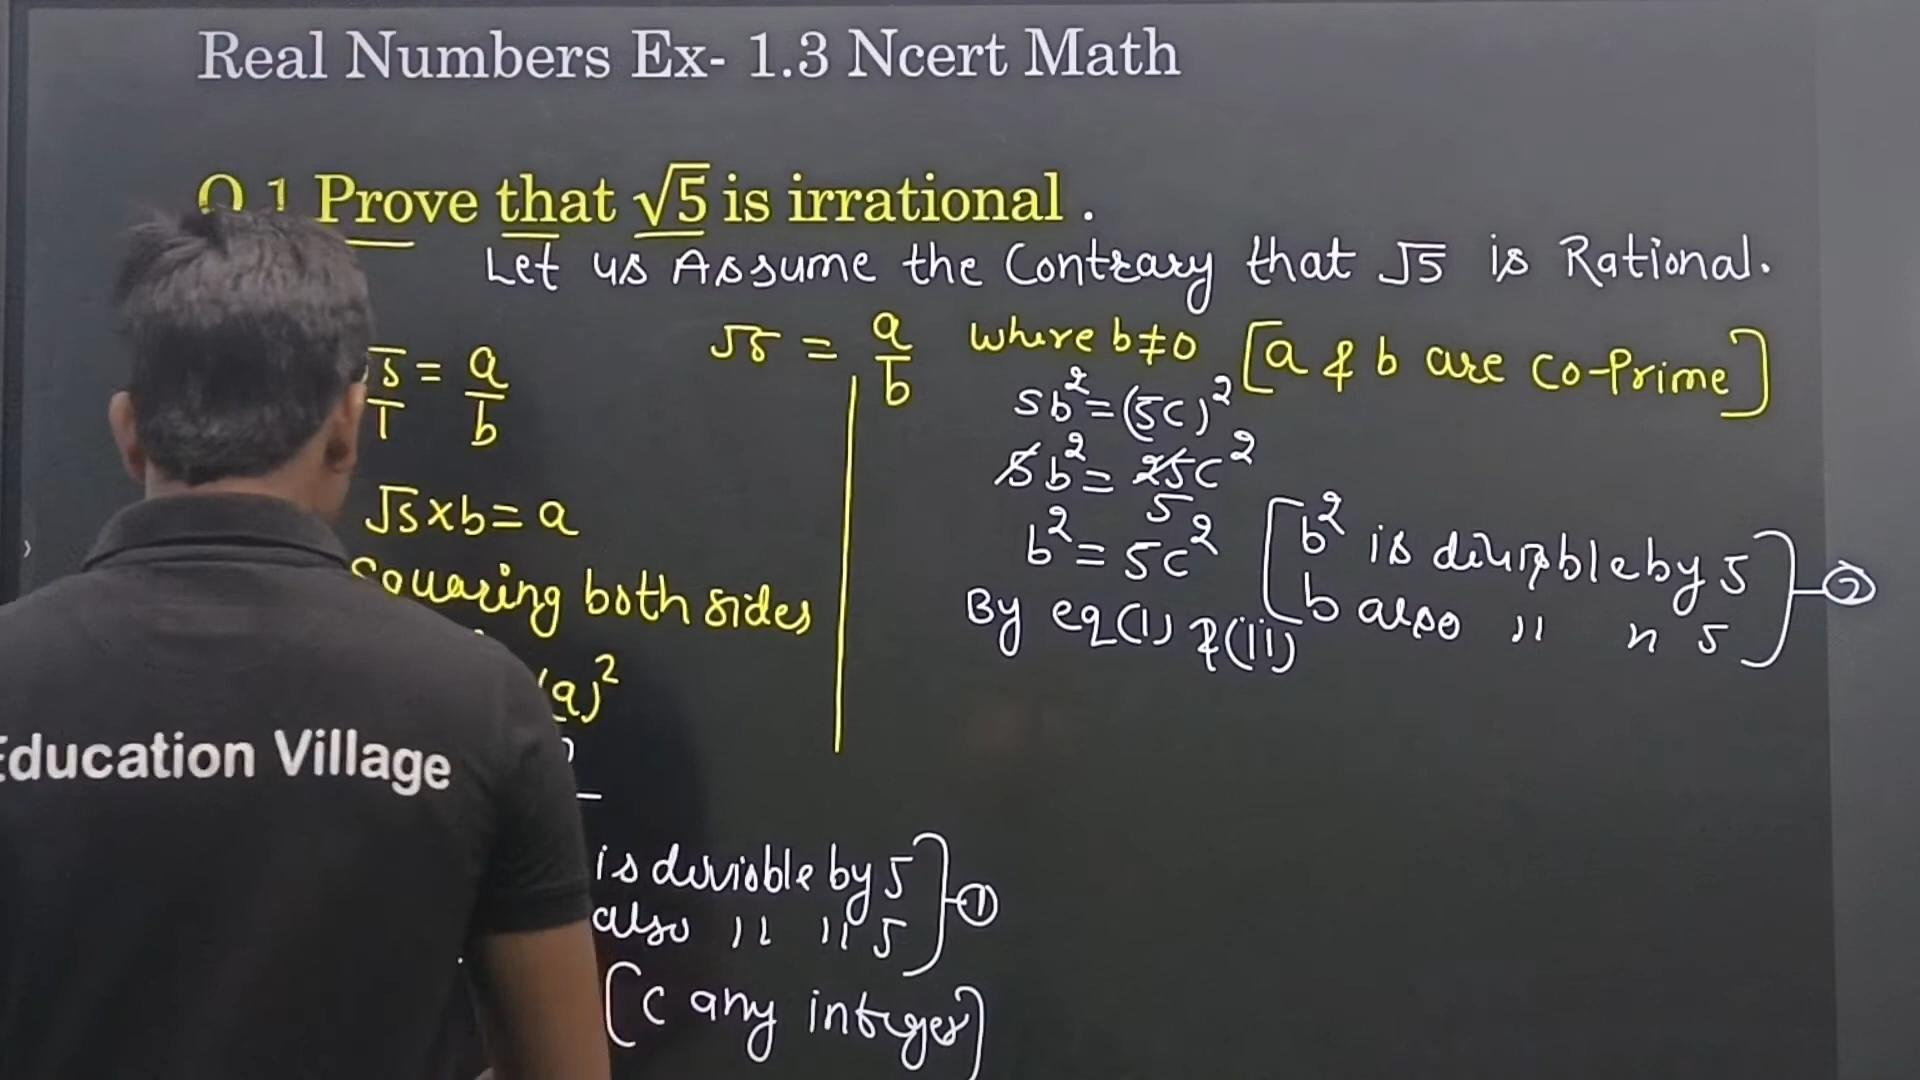 Real Numbers Ex- 1.3 Ncert Math
Q 1 Prove that √5 is irrational .
Let us Assume the Contrary that √5 is Rational.
√5 = a/b where b≠0 [a & b are co-Prime]
√5/1 = a/b
√5×b = a
Squaring both sides
(a)²
is divisible by 5
also 〃 〃 5 ] ①
(c any integer)
5b² = (5c)²
5b² = 25c²
5
b² = 5c² [b² is divisible by 5
b also 〃 〃 5] ②
By eq(i) & (ii)
Education Village